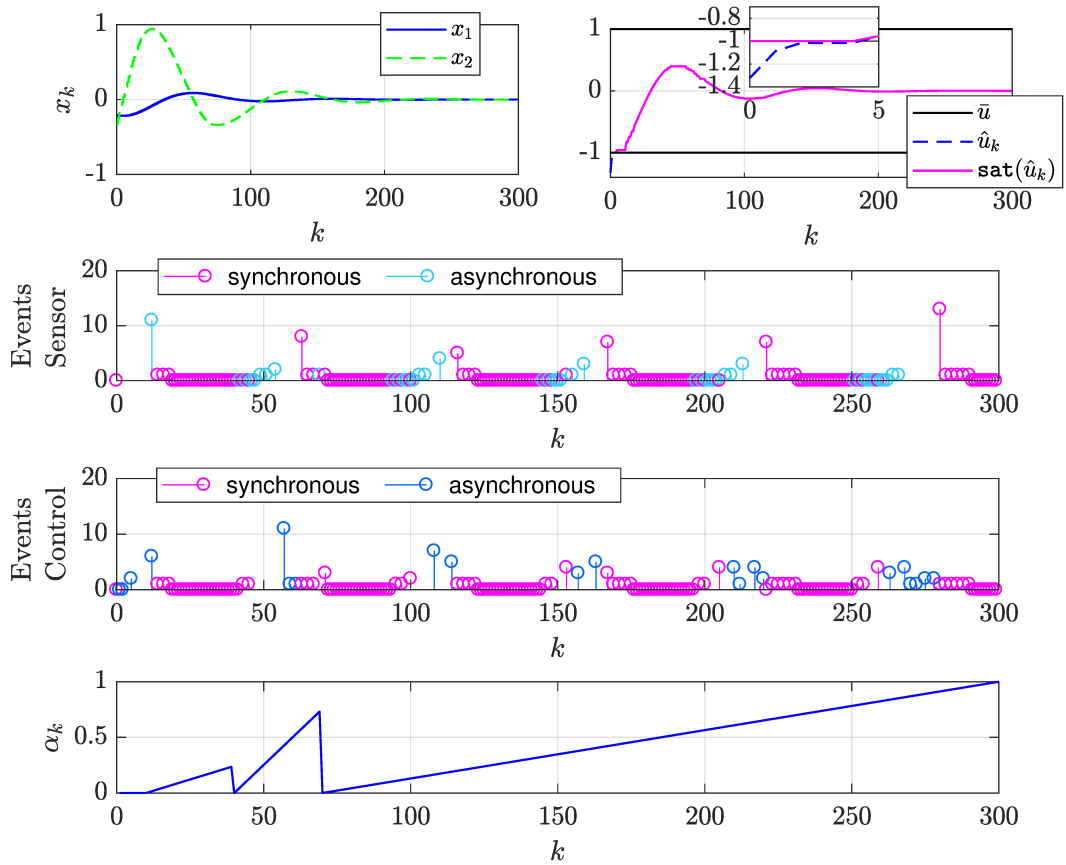 1
0
-1
x_k
x_1
x_2
0 100 200 300
k
1
0
-1
-0.8
-1
-1.2
-1.4
0 5
ū
û_k
sat(û_k)
0 100 200 300
k
Events
Sensor
20
10
0
synchronous asynchronous
0 50 100 150 200 250 300
k
Events
Control
20
10
0
synchronous asynchronous
0 50 100 150 200 250 300
k
α_k
1
0.5
0
0 50 100 150 200 250 300
k